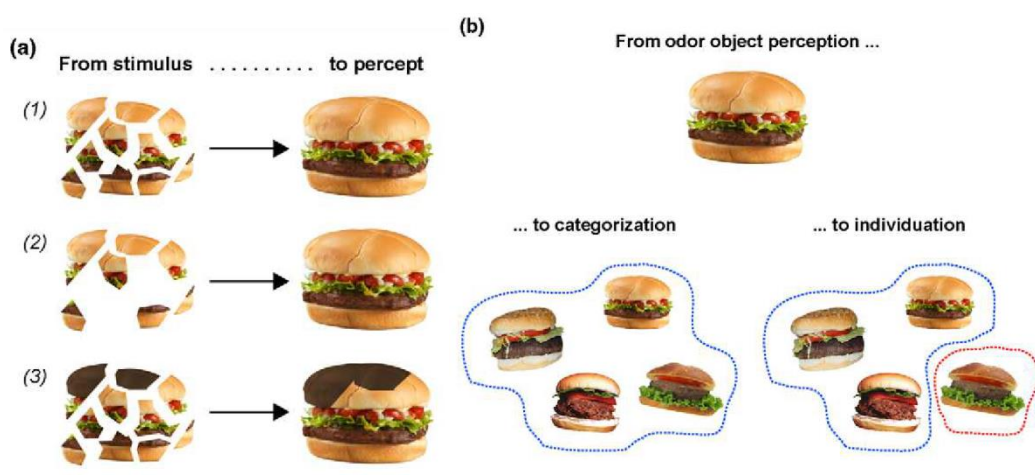 (a)
From stimulus . . . . . . . . . . to percept
(1)
(2)
(3)
(b)
From odor object perception ...
... to categorization
... to individuation